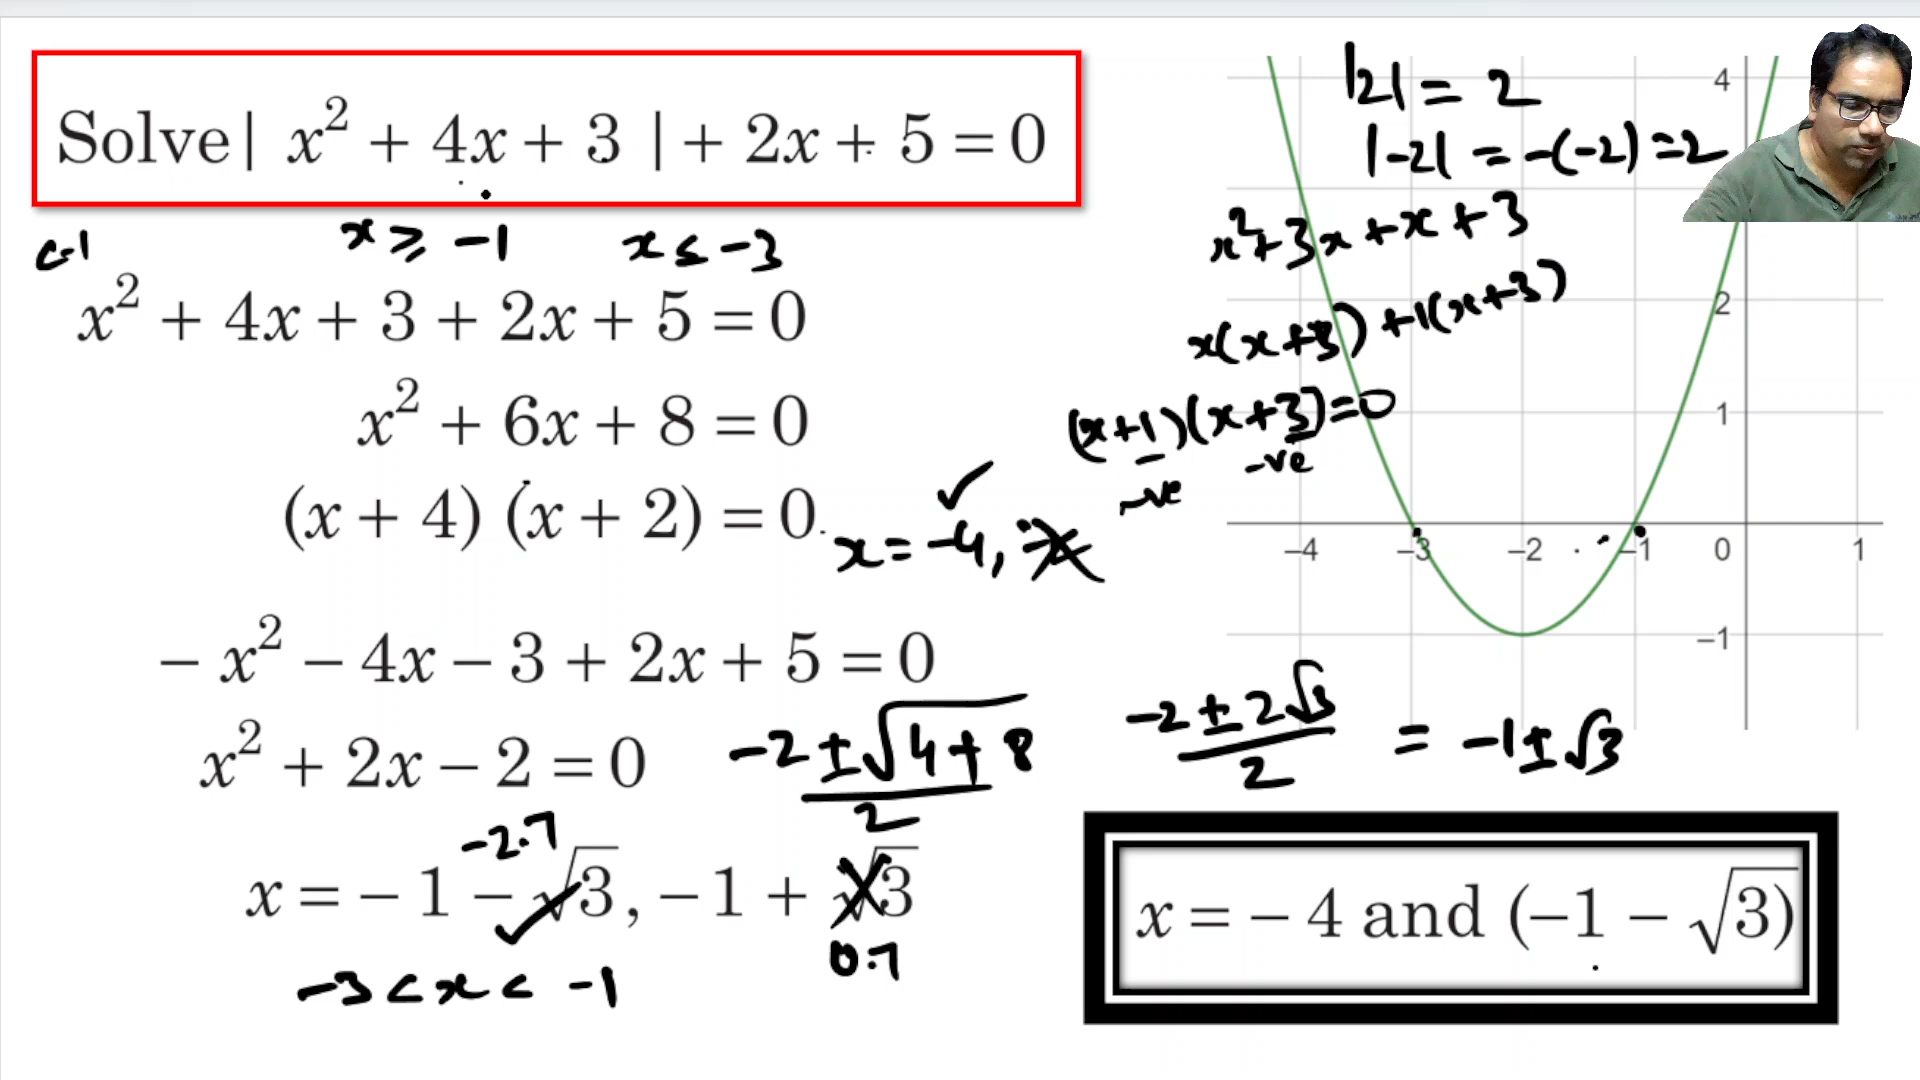 Solve | x² + 4x + 3 | + 2x + 5 = 0
x ≥ -1 x ≤ -3
x² + 4x + 3 + 2x + 5 = 0
x² + 6x + 8 = 0
(x + 4) (x + 2) = 0
x = -4,
- x² - 4x - 3 + 2x + 5 = 0
x² + 2x - 2 = 0
-2 ± √(4 + 8)
2
-2.7
x = - 1 - √3, -1 + √3
0.7
-3 < x < -1
|2| = 2
|-2| = -(-2) = 2
x² + 3x + x + 3
x(x+3) + 1(x+3)
(x+1)(x+3) = 0
-ve -ve
4
2
1
-4 -3 -2 -1 0 1
-1
-2 ± 2√3 = -1 ± √3
2
x = - 4 and (-1 - √3)